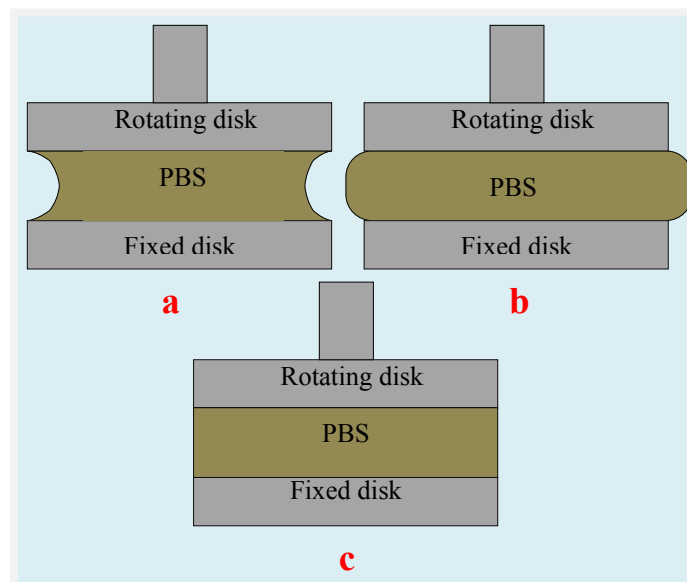 Rotating disk
PBS
Fixed disk
a
Rotating disk
PBS
Fixed disk
b
Rotating disk
PBS
Fixed disk
c